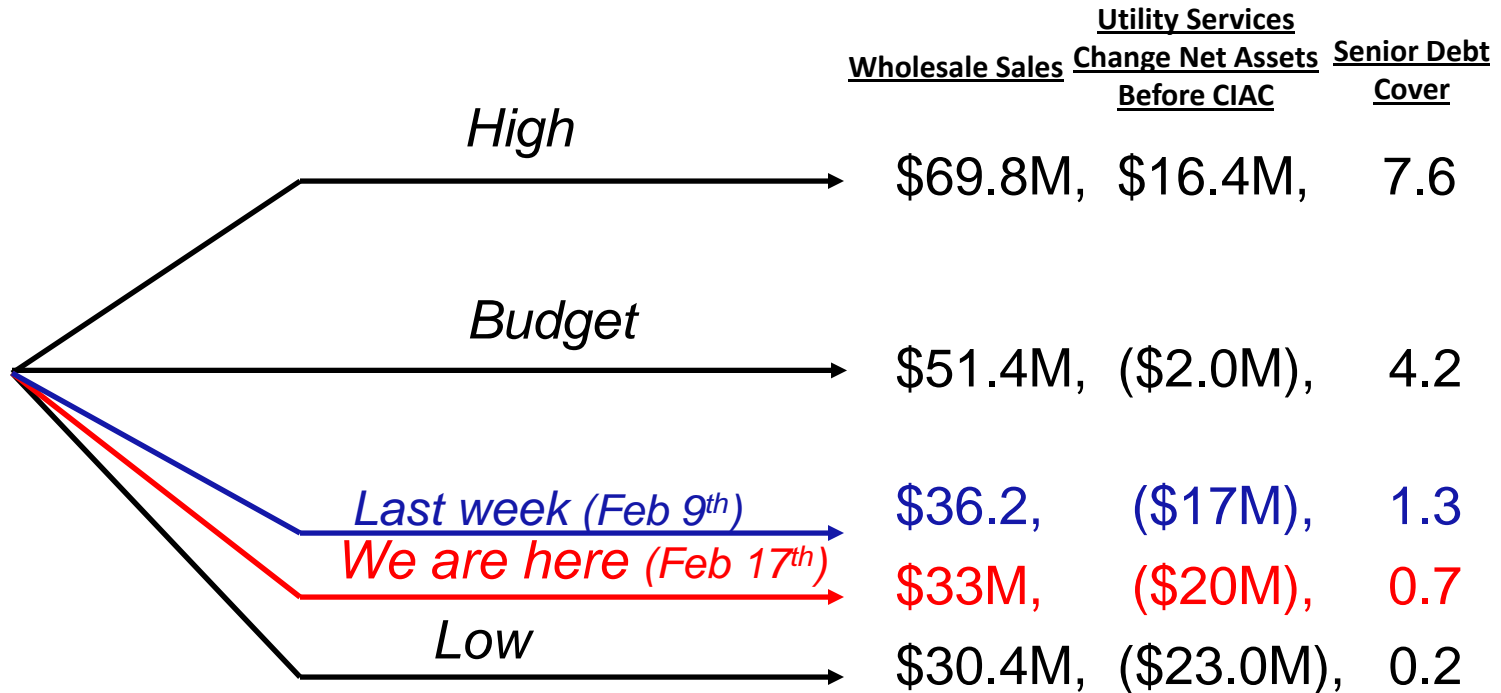 Wholesale Sales
Utility Services
Change Net Assets
Before CIAC
Senior Debt
Cover
High
$69.8M, $16.4M, 7.6
Budget
$51.4M, ($2.0M), 4.2
Last week (Feb 9th)
$36.2, ($17M), 1.3
We are here (Feb 17th)
$33M, ($20M), 0.7
Low
$30.4M, ($23.0M), 0.2